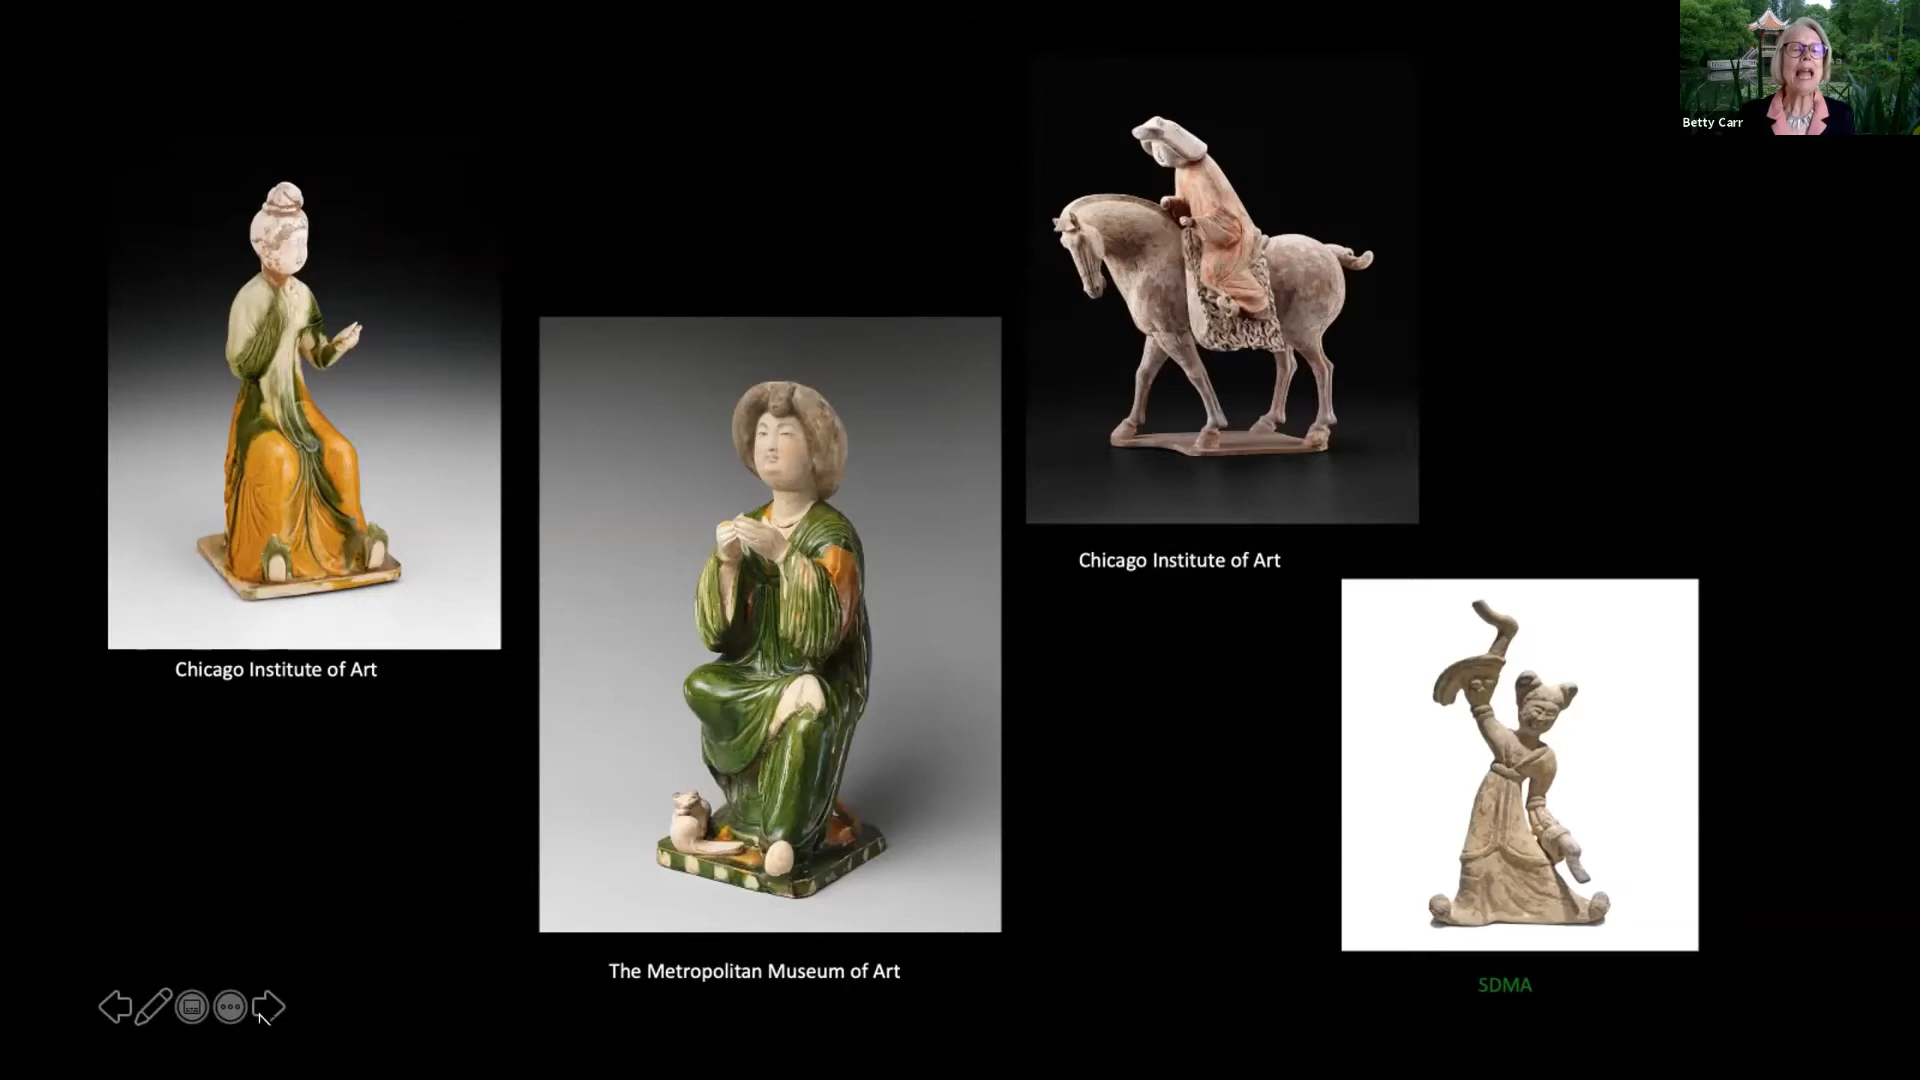 Betty Carr
Chicago Institute of Art
Chicago Institute of Art
The Metropolitan Museum of Art
SDMA